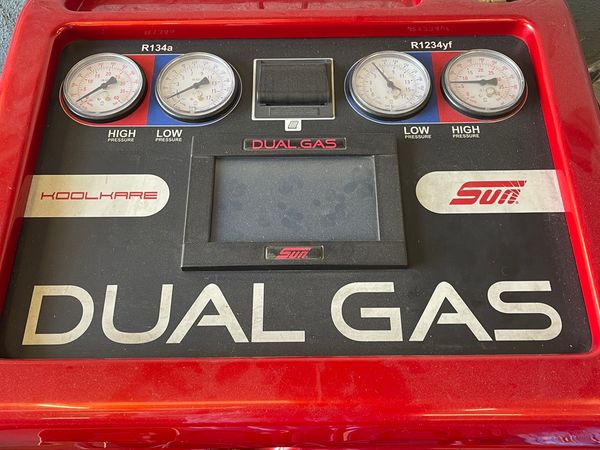 R134a
R1234yf
HIGH
PRESSURE
LOW
PRESSURE
LOW
PRESSURE
HIGH
PRESSURE
DUAL GAS
KOOLKARE
Sun
Sun
DUAL GAS